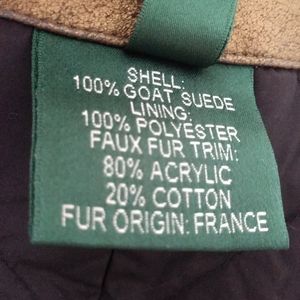 SHELL:
100% GOAT SUEDE
LINING:
100% POLYESTER
FAUX FUR TRIM:
80% ACRYLIC
20% COTTON
FUR ORIGIN: FRANCE